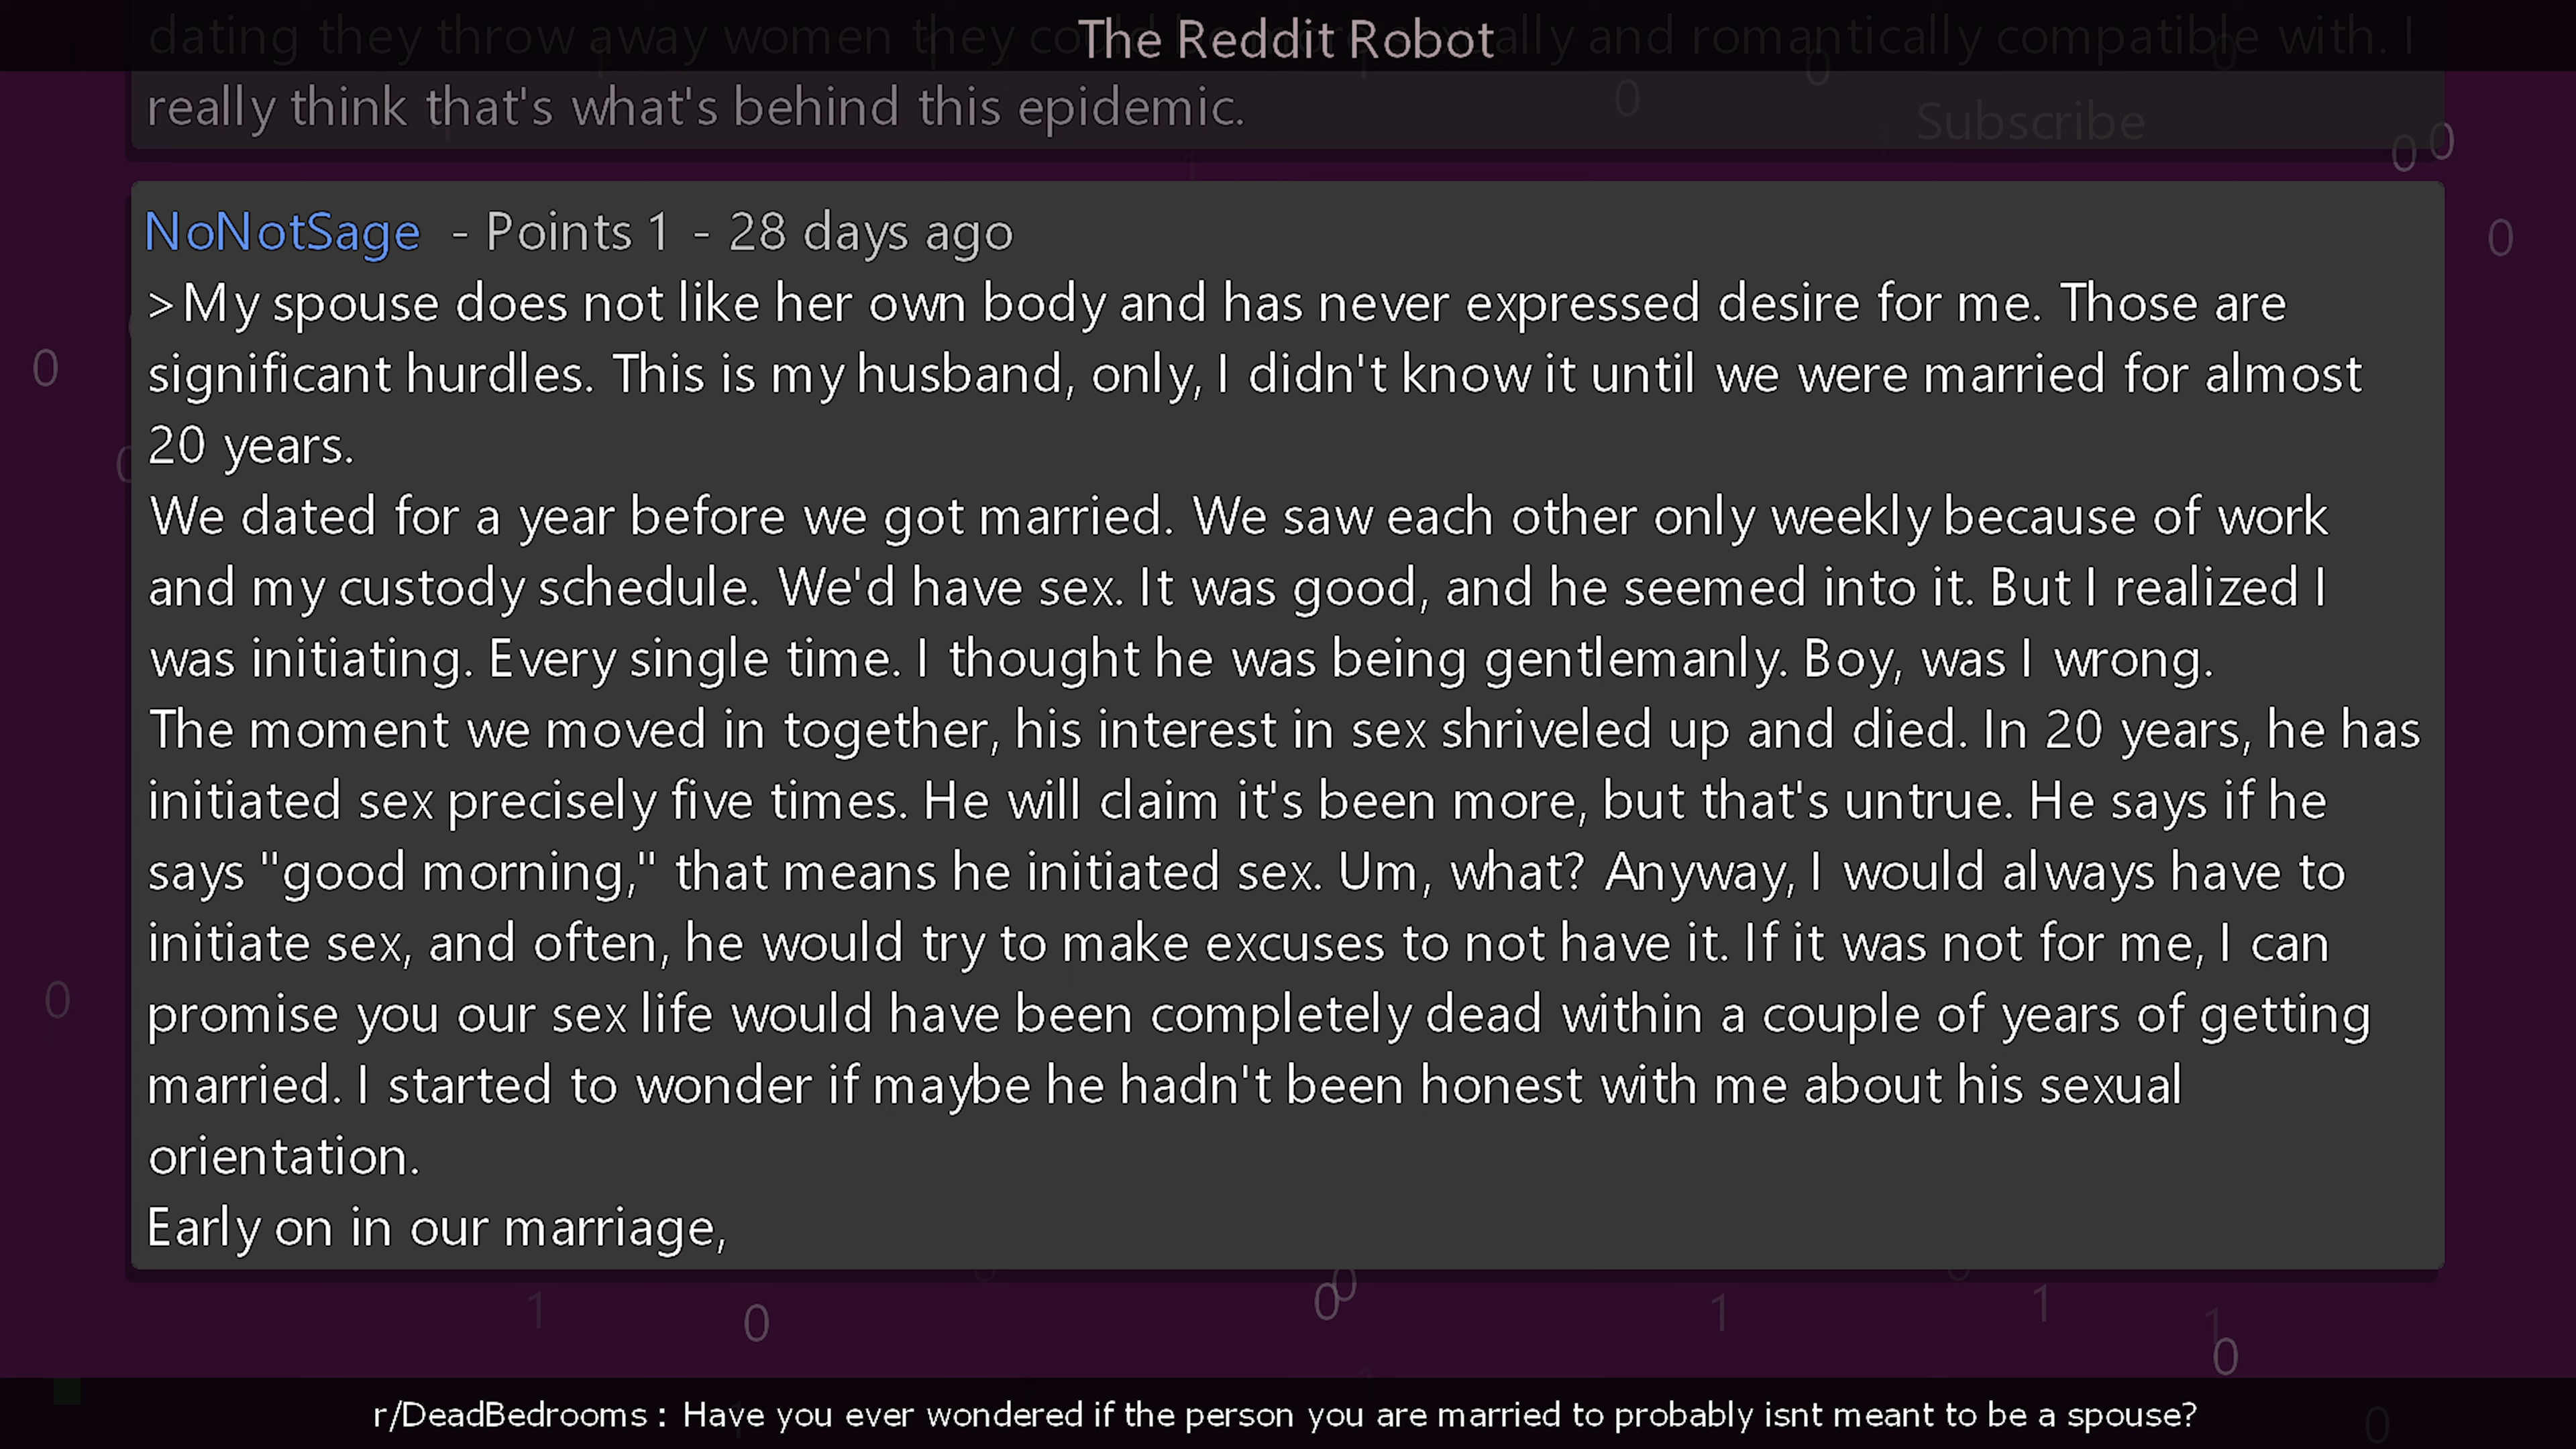 The Reddit Robot
dating they throw away women they ally and romantically compatible with. I
really think that's what's behind this epidemic.
Subscribe
NoNotSage - Points 1 - 28 days ago
>My spouse does not like her own body and has never expressed desire for me. Those are
significant hurdles. This is my husband, only, I didn't know it until we were married for almost
20 years.
We dated for a year before we got married. We saw each other only weekly because of work
and my custody schedule. We'd have sex. It was good, and he seemed into it. But I realized I
was initiating. Every single time. I thought he was being gentlemanly. Boy, was I wrong.
The moment we moved in together, his interest in sex shriveled up and died. In 20 years, he has
initiated sex precisely five times. He will claim it's been more, but that's untrue. He says if he
says "good morning," that means he initiated sex. Um, what? Anyway, I would always have to
initiate sex, and often, he would try to make excuses to not have it. If it was not for me, I can
promise you our sex life would have been completely dead within a couple of years of getting
married. I started to wonder if maybe he hadn't been honest with me about his sexual
orientation.
Early on in our marriage,
r/DeadBedrooms : Have you ever wondered if the person you are married to probably isnt meant to be a spouse?